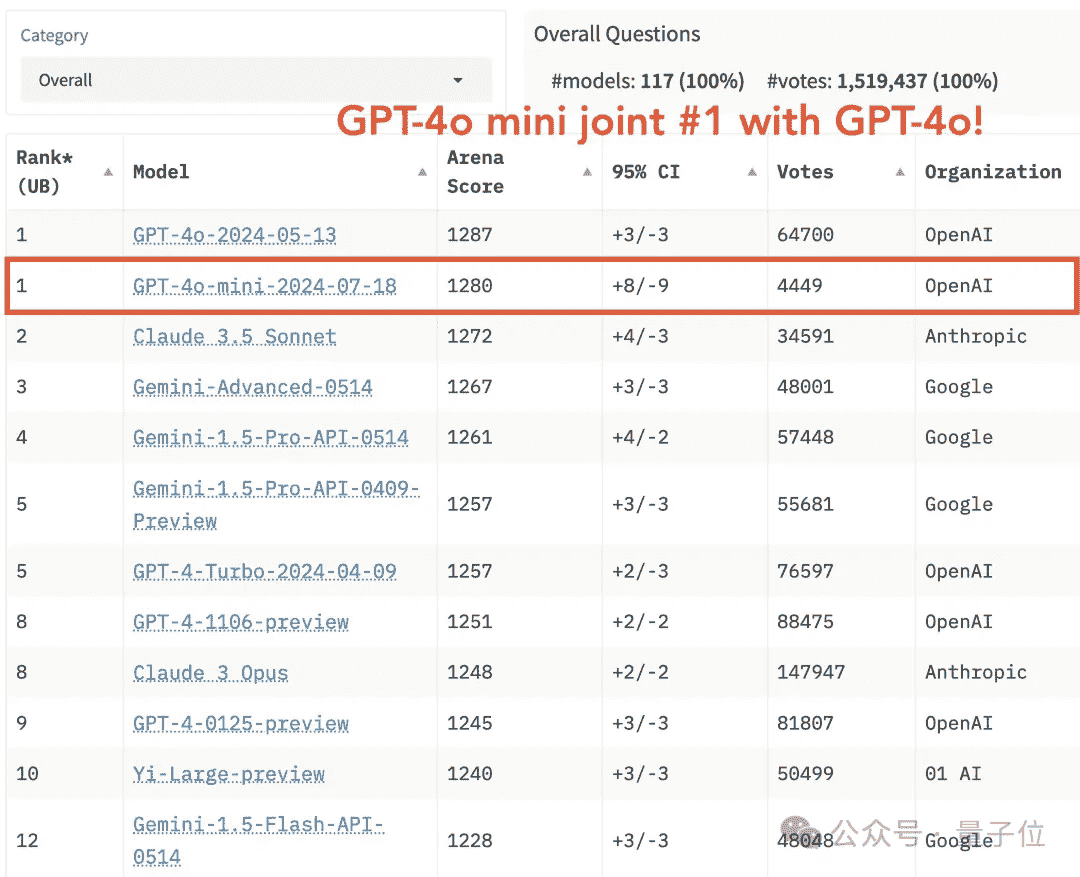 Category
Overall
Overall Questions
#models: 117 (100%) #votes: 1,519,437 (100%)
GPT-4o mini joint #1 with GPT-4o!
Rank* (UB) Model Arena Score 95% CI Votes Organization
1 GPT-4o-2024-05-13 1287 +3/-3 64700 OpenAI
1 GPT-4o-mini-2024-07-18 1280 +8/-9 4449 OpenAI
2 Claude 3.5 Sonnet 1272 +4/-3 34591 Anthropic
3 Gemini-Advanced-0514 1267 +3/-3 48001 Google
4 Gemini-1.5-Pro-API-0514 1261 +4/-2 57448 Google
5 Gemini-1.5-Pro-API-0409-Preview 1257 +3/-3 55681 Google
5 GPT-4-Turbo-2024-04-09 1257 +2/-3 76597 OpenAI
8 GPT-4-1106-preview 1251 +2/-2 88475 OpenAI
8 Claude 3 Opus 1248 +2/-2 147947 Anthropic
9 GPT-4-0125-preview 1245 +3/-3 81807 OpenAI
10 Yi-Large-preview 1240 +3/-3 50499 01 AI
12 Gemini-1.5-Flash-API-0514 1228 +3/-3 48048 Google
公众号 · 量子位